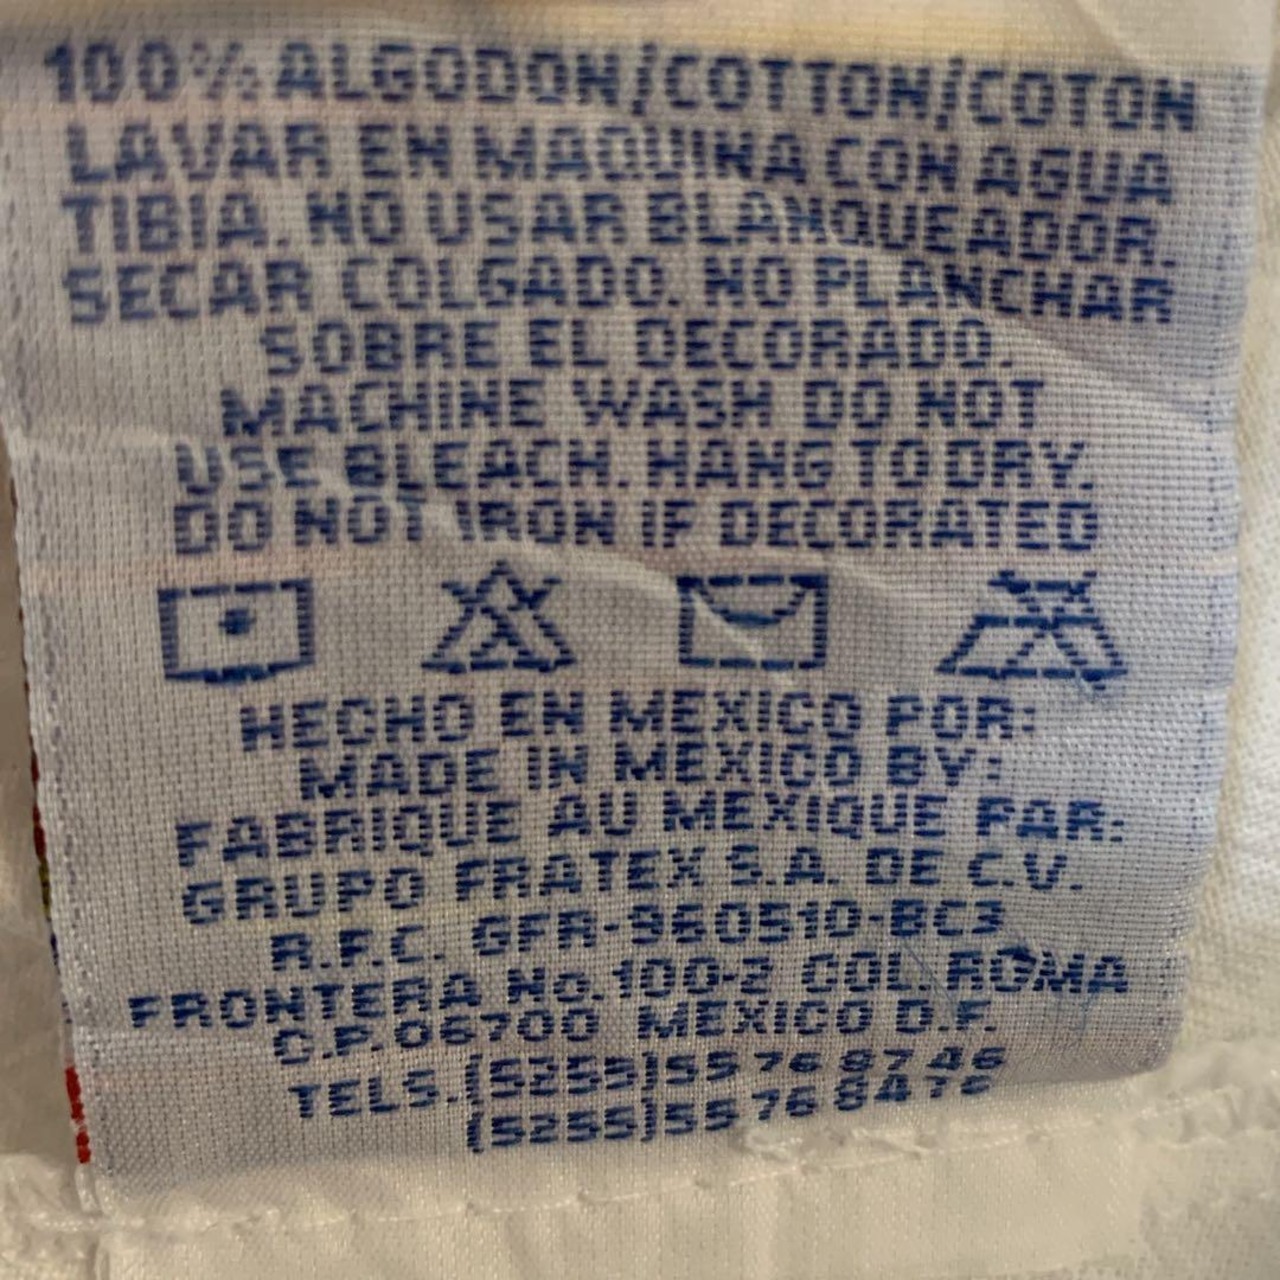 100% ALGODON/COTTON/COTON
LAVAR EN MAQUINA CON AGUA
TIBIA. NO USAR BLANQUEADOR.
SECAR COLGADO. NO PLANCHAR
SOBRE EL DECORADO.
MACHINE WASH DO NOT
USE BLEACH. HANG TO DRY.
DO NOT IRON IF DECORATED
HECHO EN MEXICO POR:
MADE IN MEXICO BY:
FABRIQUE AU MEXIQUE PAR:
GRUPO FRATEX S.A. DE C.V.
R.F.C. GFR-960510-BC3
FRONTERA No. 100-2 COL. ROMA
C.P. 06700 MEXICO D.F.
TELS.(5255)55 76 87 46
(5255)55 76 84 76